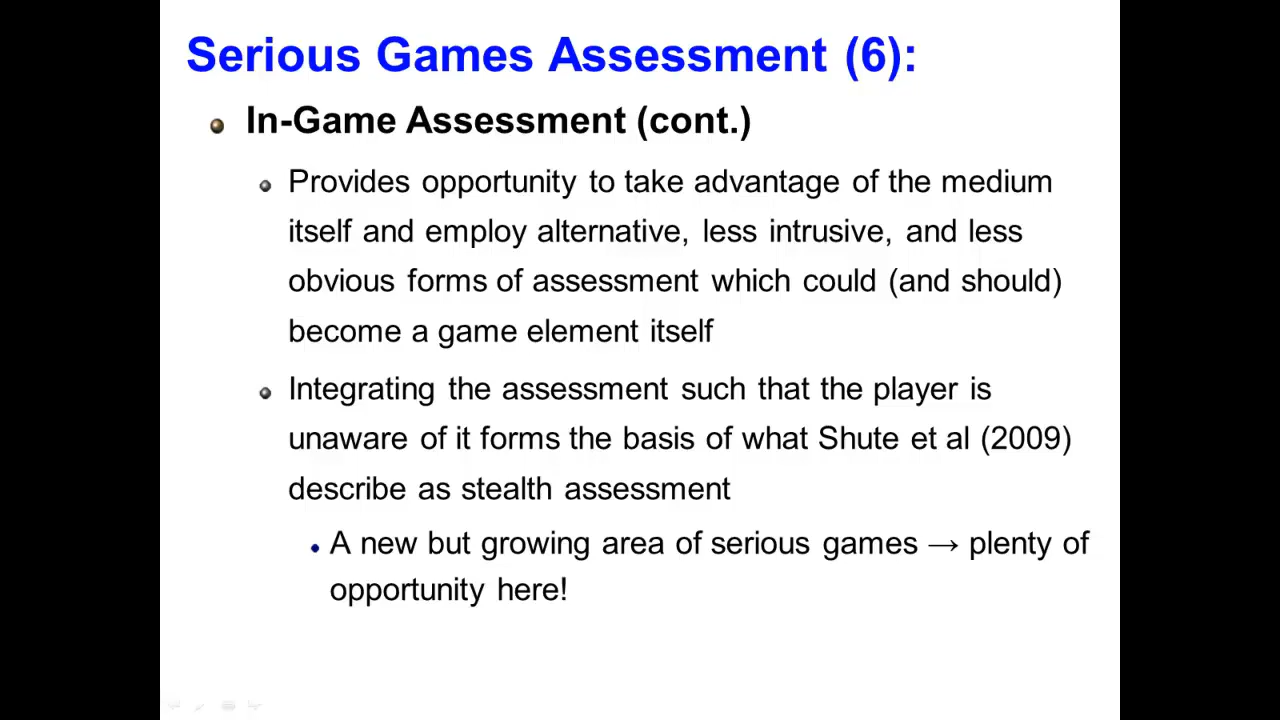 Serious Games Assessment (6):
In-Game Assessment (cont.)
Provides opportunity to take advantage of the medium
itself and employ alternative, less intrusive, and less
obvious forms of assessment which could (and should)
become a game element itself
Integrating the assessment such that the player is
unaware of it forms the basis of what Shute et al (2009)
describe as stealth assessment
A new but growing area of serious games → plenty of
opportunity here!